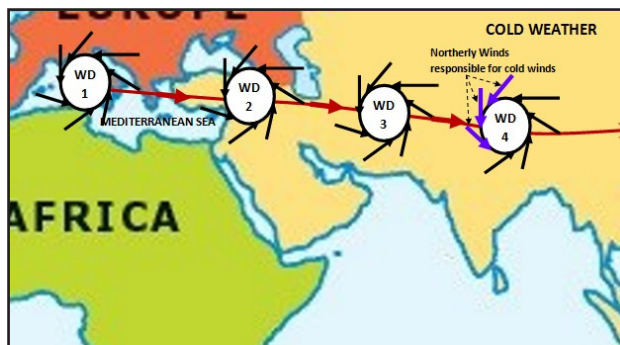 EUROPE
COLD WEATHER
Northerly Winds
responsible for cold winds
WD
1
WD
2
WD
3
WD
4
MEDITERRANEAN SEA
AFRICA